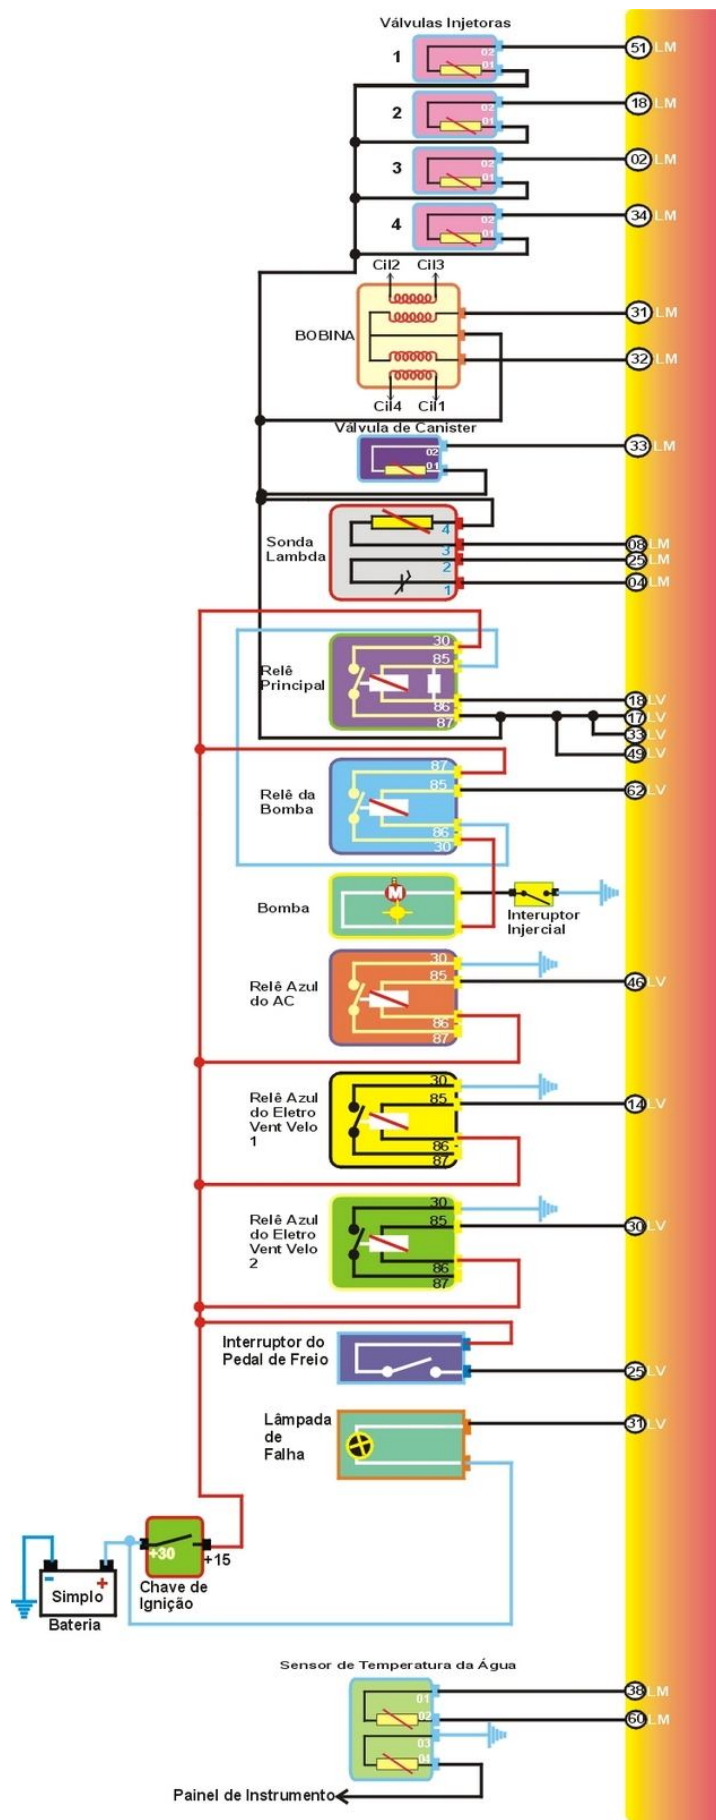 Válvulas Injetoras
1
02
01
51 LM
2
02
01
18 LM
3
02
01
02 LM
4
02
01
34 LM
Cil2 Cil3
BOBINA
31 LM
32 LM
Cil4 Cil1
Válvula de Canister
02
01
33 LM
Sonda
Lambda
4
3
2
1
08 LM
25 LM
04 LM
Relê
Principal
30
85
86
87
18 LV
17 LV
33 LV
49 LV
Relê da
Bomba
87
85
86
30
62 LV
Bomba
M
Interuptor
Injercial
Relê Azul
do AC
30
85
86
87
46 LV
Relê Azul
do Eletro
Vent Velo
1
30
85
86
87
14 LV
Relê Azul
do Eletro
Vent Velo
2
30
85
86
87
30 LV
Interruptor do
Pedal de Freio
25 LV
Lâmpada
de
Falha
31 LV
+30
+15
Chave de
Ignição
- +
Simplo
Bateria
Sensor de Temperatura da Água
01
02
03
04
38 LM
60 LM
Painel de Instrumento